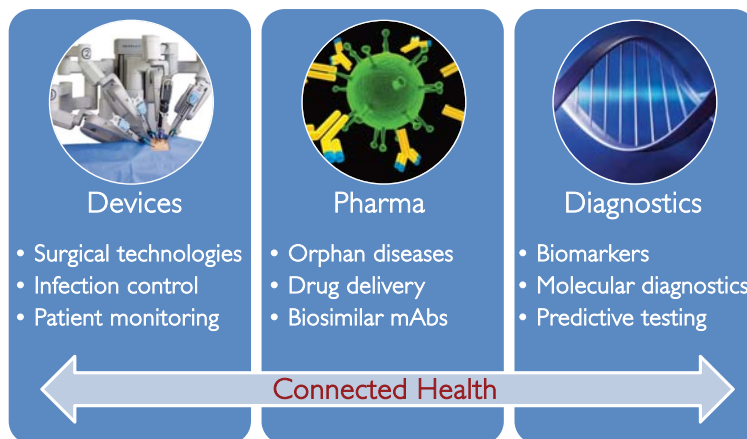 Devices
• Surgical technologies
• Infection control
• Patient monitoring
Pharma
• Orphan diseases
• Drug delivery
• Biosimilar mAbs
Diagnostics
• Biomarkers
• Molecular diagnostics
• Predictive testing
Connected Health